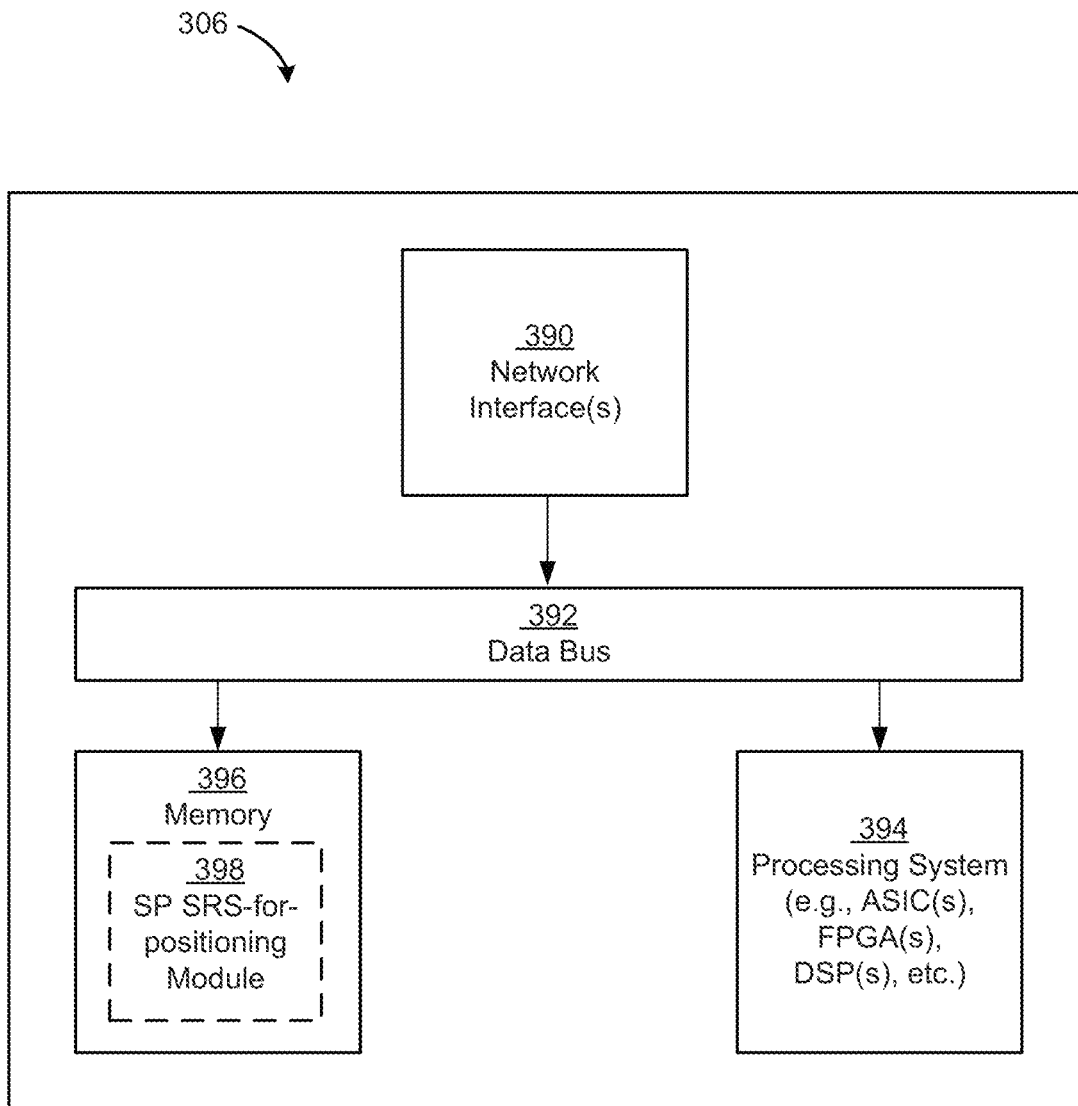 306
390
Network
Interface(s)
392
Data Bus
396
Memory
398
SP SRS-for-
positioning
Module
394
Processing System
(e.g., ASIC(s),
FPGA(s),
DSP(s), etc.)